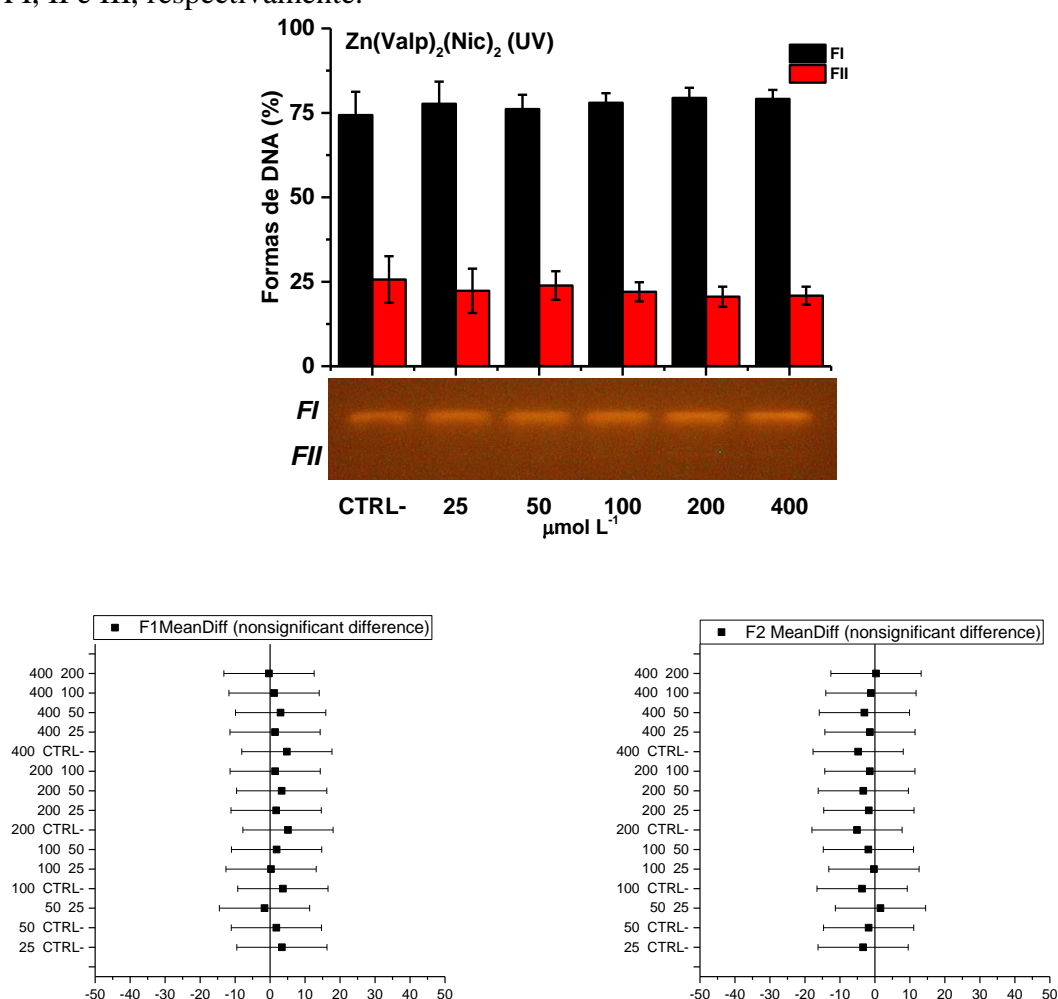 I, II e III, respectivamente.
100
Zn(Valp)₂(Nic)₂ (UV)
FI
FII
75
50
25
0
Formas de DNA (%)
FI
FII
CTRL- 25 50 100 200 400
µmol L⁻¹
F1MeanDiff (nonsignificant difference)
400 200
400 100
400 50
400 25
400 CTRL-
200 100
200 50
200 25
200 CTRL-
100 50
100 25
100 CTRL-
50 25
50 CTRL-
25 CTRL-
-50 -40 -30 -20 -10 0 10 20 30 40 50
F2 MeanDiff (nonsignificant difference)
400 200
400 100
400 50
400 25
400 CTRL-
200 100
200 50
200 25
200 CTRL-
100 50
100 25
100 CTRL-
50 25
50 CTRL-
25 CTRL-
-50 -40 -30 -20 -10 0 10 20 30 40 50